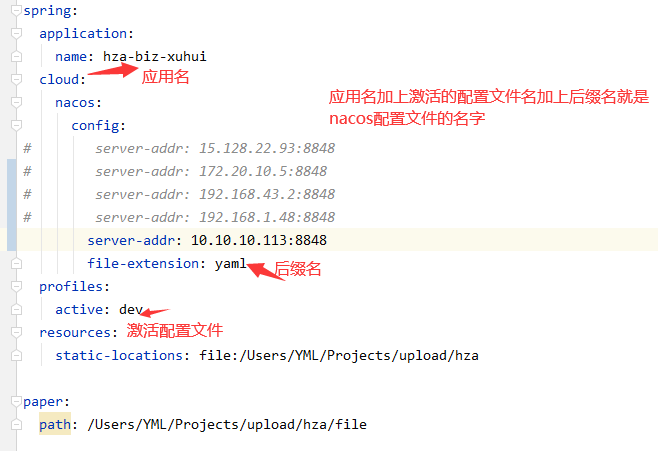 spring:
application:
name: hza-biz-xuhui
cloud:
应用名
nacos:
应用名加上激活的配置文件名加上后缀名就是
nacos配置文件的名字
config:
# server-addr: 15.128.22.93:8848
# server-addr: 172.20.10.5:8848
# server-addr: 192.168.43.2:8848
# server-addr: 192.168.1.48:8848
server-addr: 10.10.10.113:8848
file-extension: yaml
后缀名
profiles:
active: dev
resources:
激活配置文件
static-locations: file:/Users/YML/Projects/upload/hza
paper:
path: /Users/YML/Projects/upload/hza/file